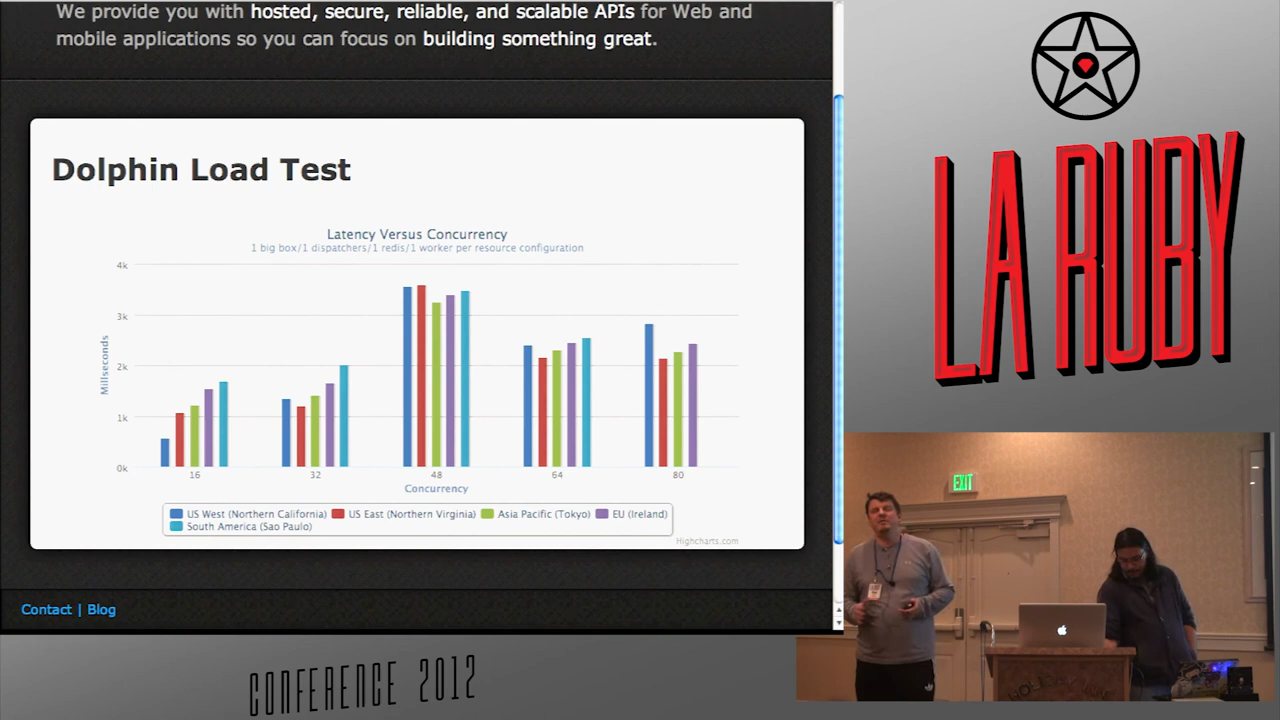 We provide you with hosted, secure, reliable, and scalable APIs for Web and
mobile applications so you can focus on building something great.
Dolphin Load Test
Latency Versus Concurrency
1 big box/1 dispatchers/1 redis/1 worker per resource configuration
4k
3k
2k
1k
0k
Millseconds
16 32 48 64 80
Concurrency
US West (Northern California) US East (Northern Virginia) Asia Pacific (Tokyo) EU (Ireland)
South America (Sao Paulo)
Highcharts.com
Contact | Blog
LA RUBY
EXIT
CONFERENCE 2012